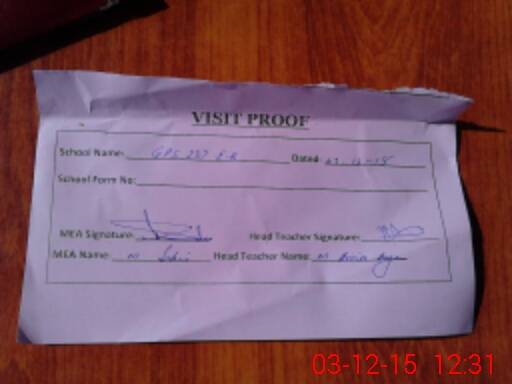 VISIT PROOF
School Name: GPS 237 E-B Dated: 03-12-15
School Form No:
MEA Signature: Head Teacher Signature:
MEA Name: M Head Teacher Name: M
03-12-15 12:31